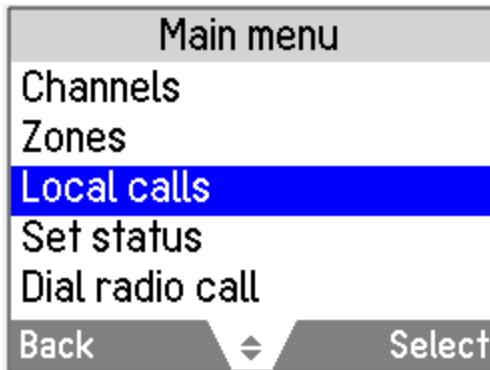 Main menu
Channels
Zones
Local calls
Set status
Dial radio call
Back Select